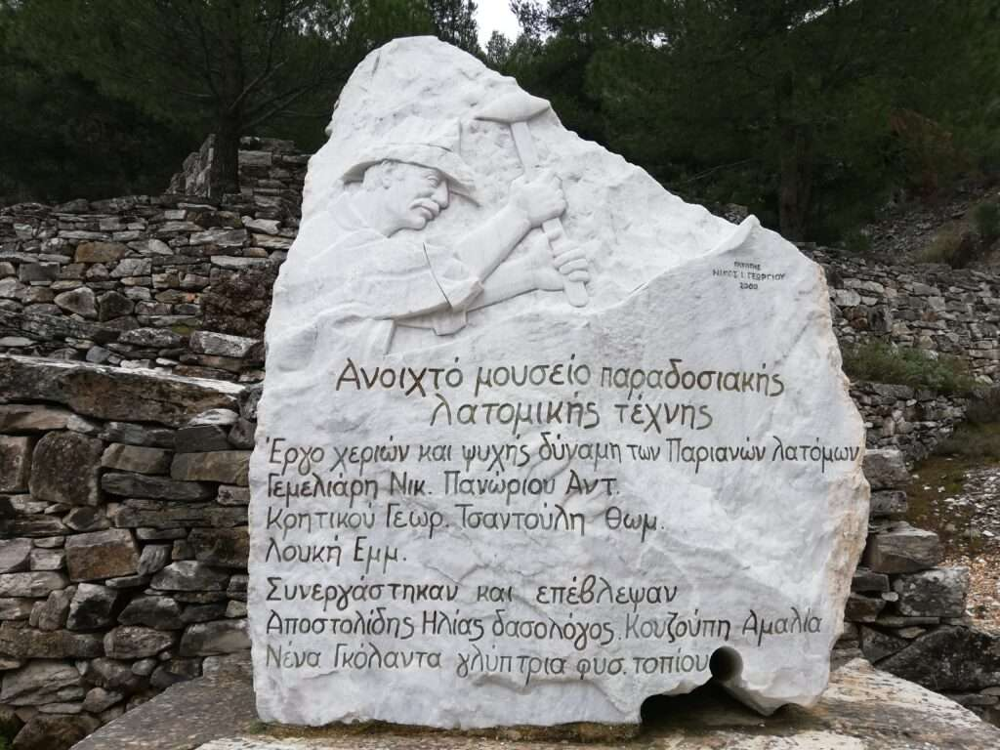 ΝΙΚΟΣ Ι. ΓΕΩΡΓΙΟΥ
2000
Ανοιχτό μουσείο παραδοσιακής
λατομικής τέχνης
Έργο χεριών και ψυχής δύναμη των Παριανών λατόμων
Γεμελιάρη Νικ. Πανώριου Αντ.
Κρητικού Γεωρ. Τσαντούλη Θωμ.
Λουκή Εμμ.
Συνεργάστηκαν και επέβλεψαν
Αποστολίδης Ηλίας δασολόγος. Κουζούπη Αμαλία
Νένα Γκόλαντα γλύπτρια φυσ. τοπίου